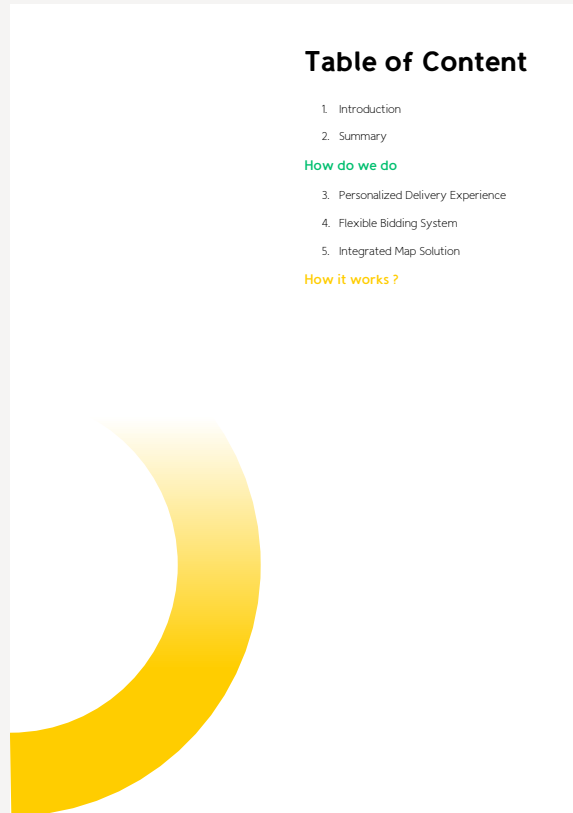 Table of Content
1. Introduction
2. Summary
How do we do
3. Personalized Delivery Experience
4. Flexible Bidding System
5. Integrated Map Solution
How it works ?